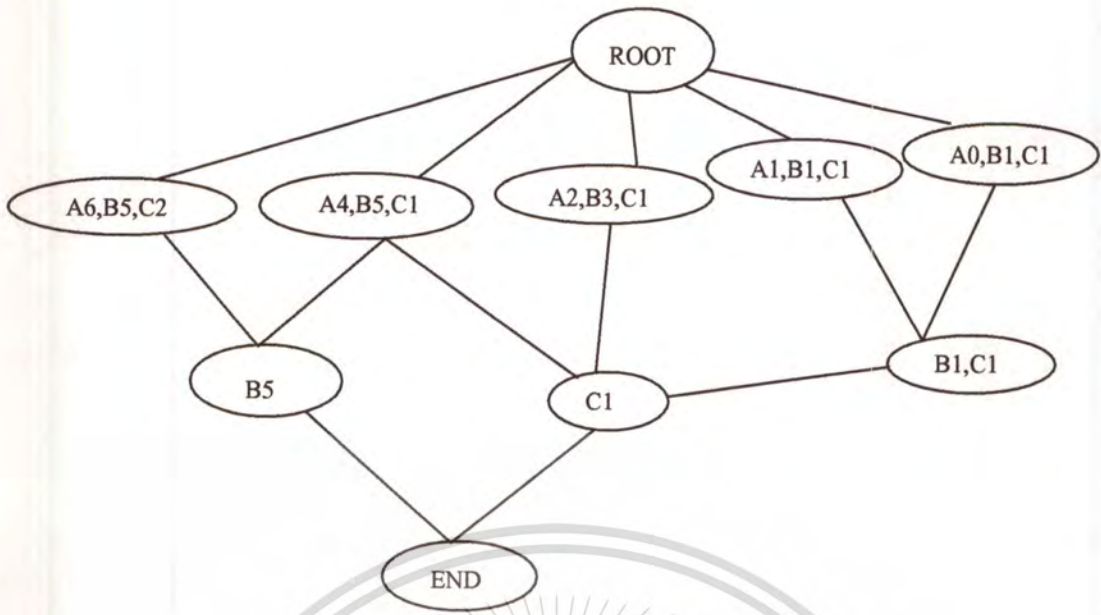 ROOT
A6,B5,C2
A4,B5,C1
A2,B3,C1
A1,B1,C1
A0,B1,C1
B5
C1
B1,C1
END